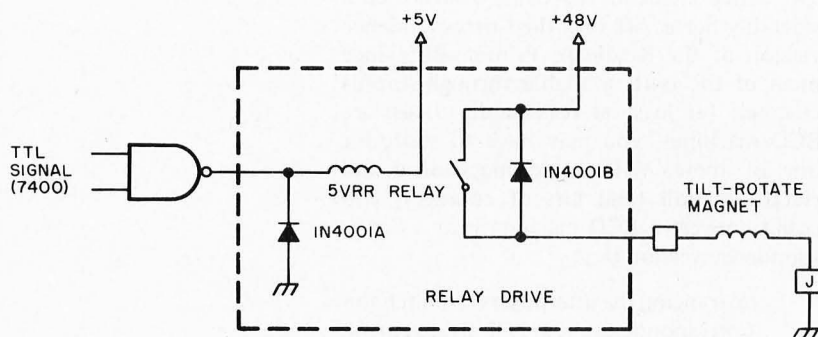 +5V
+48V
TTL
SIGNAL
(7400)
5VRR RELAY
IN4001B
IN4001A
TILT-ROTATE
MAGNET
J
RELAY DRIVE